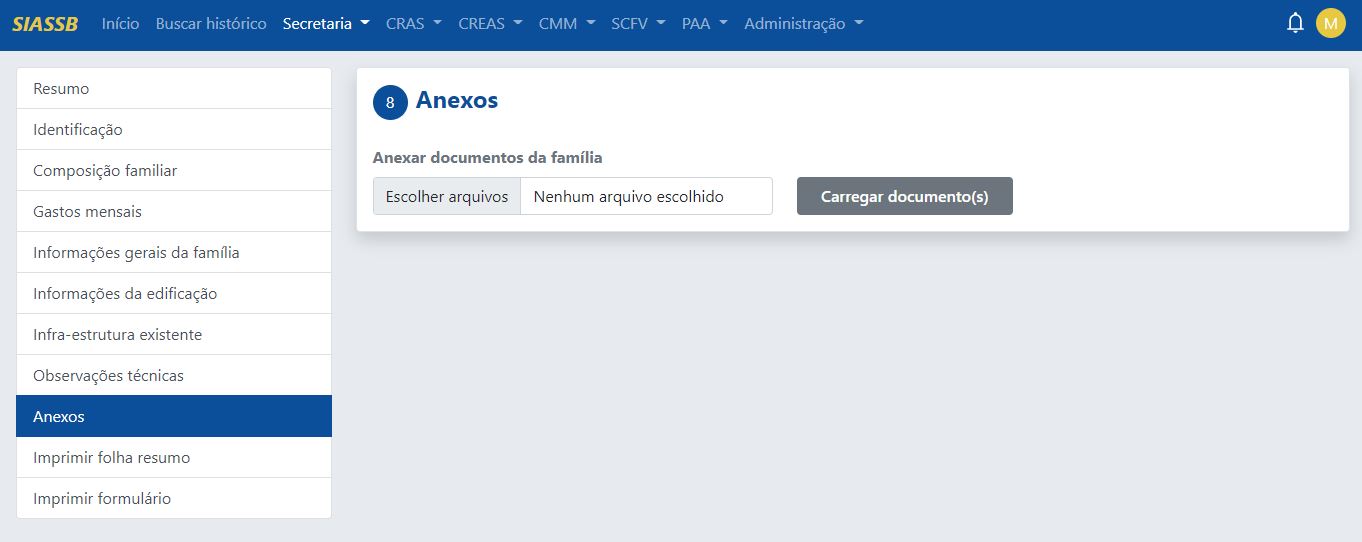 SIASSB Início Buscar histórico Secretaria CRAS CREAS CMM SCFV PAA Administração M
Resumo
Identificação
Composição familiar
Gastos mensais
Informações gerais da família
Informações da edificação
Infra-estrutura existente
Observações técnicas
Anexos
Imprimir folha resumo
Imprimir formulário
8 Anexos
Anexar documentos da família
Escolher arquivos Nenhum arquivo escolhido Carregar documento(s)